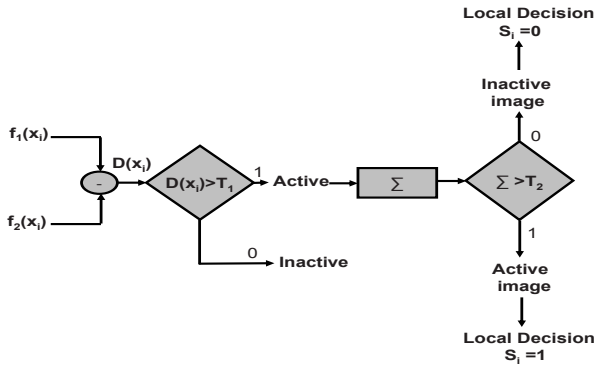 Local Decision
Sᵢ =0
Inactive
image
0
f₁(xᵢ)
D(xᵢ)
-
D(xᵢ)>T₁
1
Active
Σ
Σ >T₂
f₂(xᵢ)
0
Inactive
1
Active
image
Local Decision
Sᵢ =1